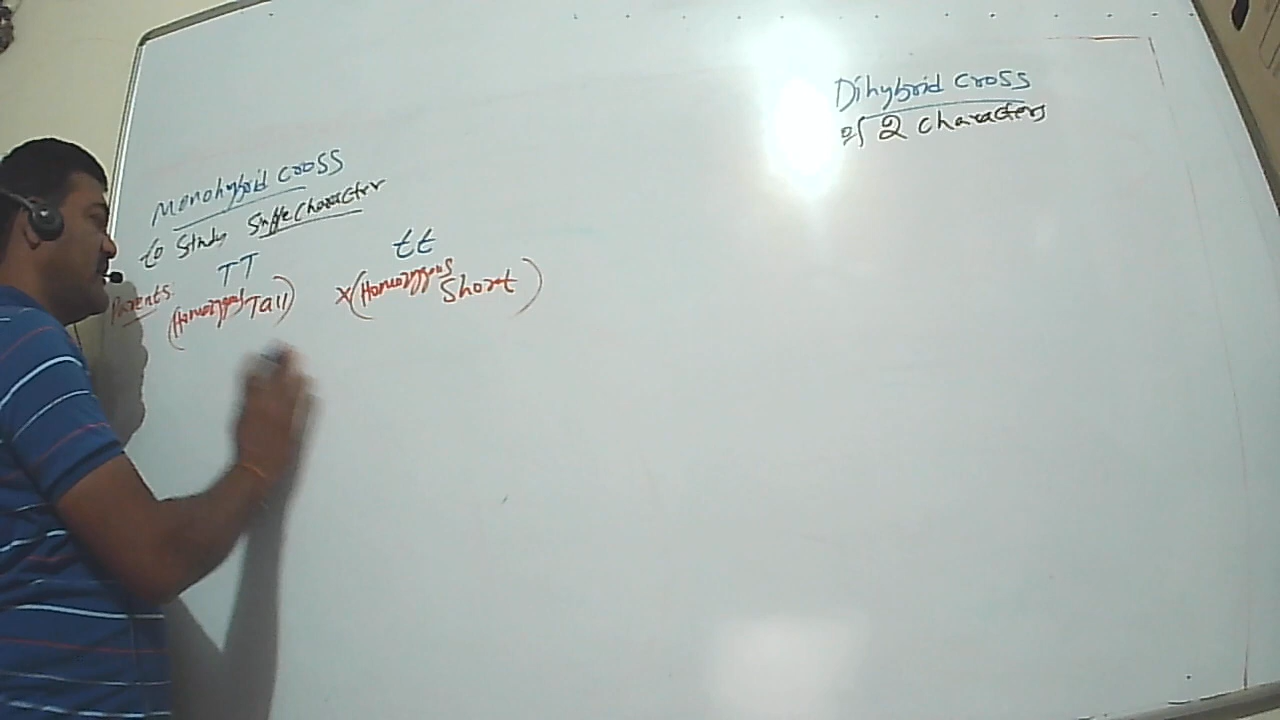 Monohybrid cross
to study Single character
TT
tt
Parents.
(Homozygous Tall)
x (Homozygous Short)
Dihybrid cross
of 2 characters